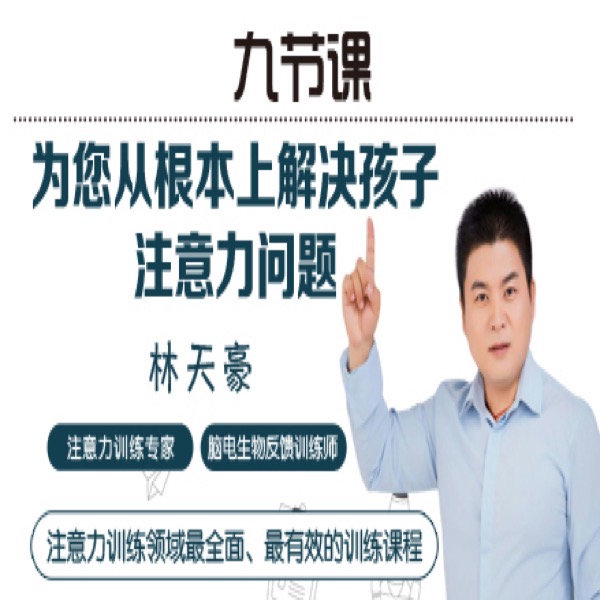 九节课
为您从根本上解决孩子
注意力问题
林天豪
注意力训练专家
脑电生物反馈训练师
注意力训练领域最全面、最有效的训练课程